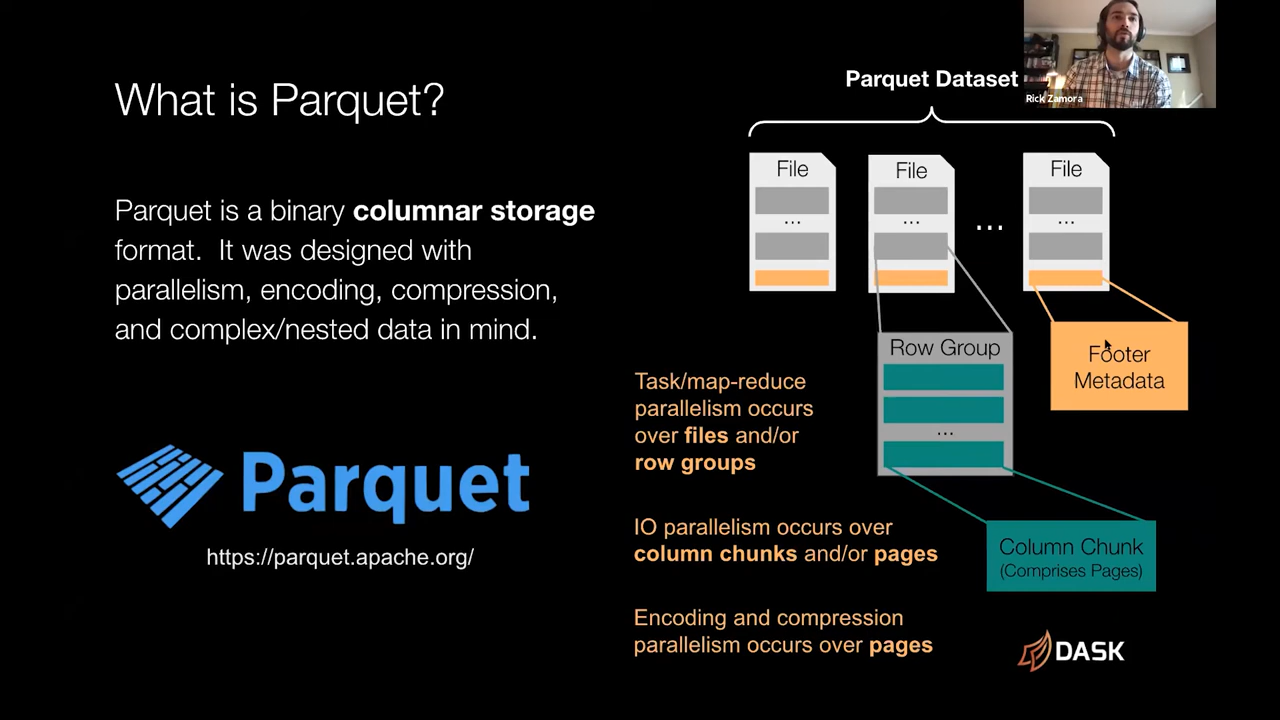 What is Parquet?
Parquet is a binary columnar storage
format.  It was designed with
parallelism, encoding, compression,
and complex/nested data in mind.
Parquet
https://parquet.apache.org/
Parquet Dataset
Rick Zamora
File
...
File
...
...
File
...
Row Group
...
Footer
Metadata
Task/map-reduce
parallelism occurs
over files and/or
row groups
IO parallelism occurs over
column chunks and/or pages
Column Chunk
(Comprises Pages)
Encoding and compression
parallelism occurs over pages
DASK